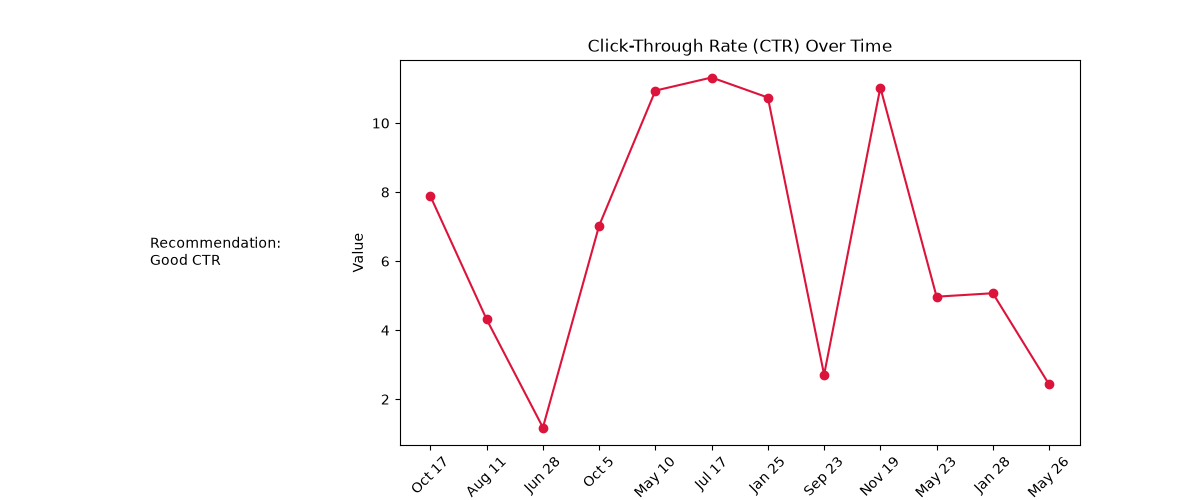 Click-Through Rate (CTR) Over Time
Recommendation:
Good CTR
Value
10
8
6
4
2
Oct 17
Aug 11
Jun 28
Oct 5
May 10
Jul 17
Jan 25
Sep 23
Nov 19
May 23
Jan 28
May 26